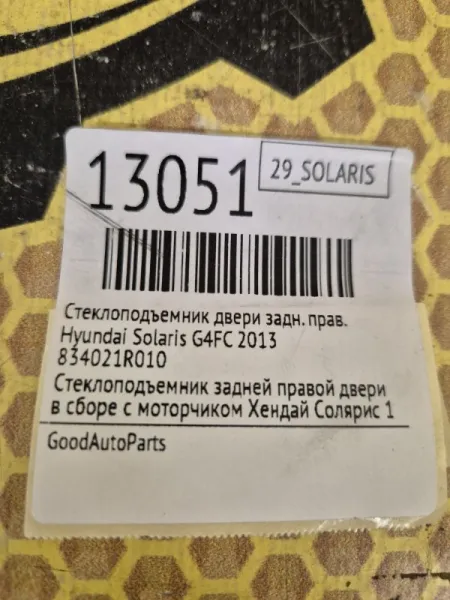 13051
29_SOLARIS
Стеклоподъемник двери задн. прав.
Hyundai Solaris G4FC 2013
834021R010
Стеклоподъемник задней правой двери
в сборе с моторчиком Хендай Солярис 1
GoodAutoParts